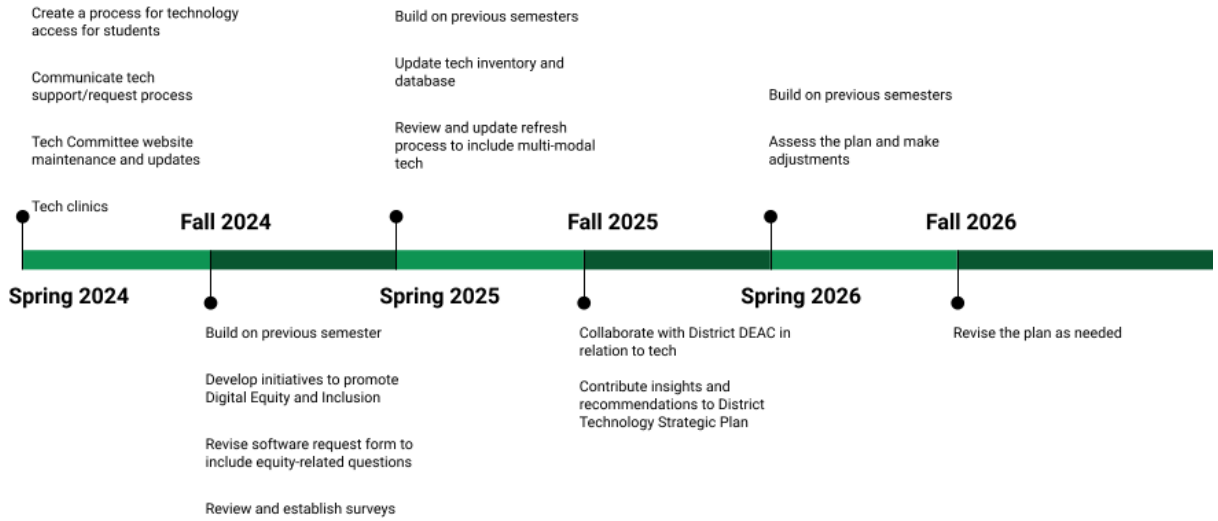 Create a process for technology
access for students
Communicate tech
support/request process
Tech Committee website
maintenance and updates
Tech clinics
Build on previous semesters
Update tech inventory and
database
Review and update refresh
process to include multi-modal
tech
Build on previous semesters
Assess the plan and make
adjustments
Fall 2024
Fall 2025
Fall 2026
Spring 2024
Spring 2025
Spring 2026
Build on previous semester
Develop initiatives to promote
Digital Equity and Inclusion
Revise software request form to
include equity-related questions
Review and establish surveys
Collaborate with District DEAC in
relation to tech
Contribute insights and
recommendations to District
Technology Strategic Plan
Revise the plan as needed